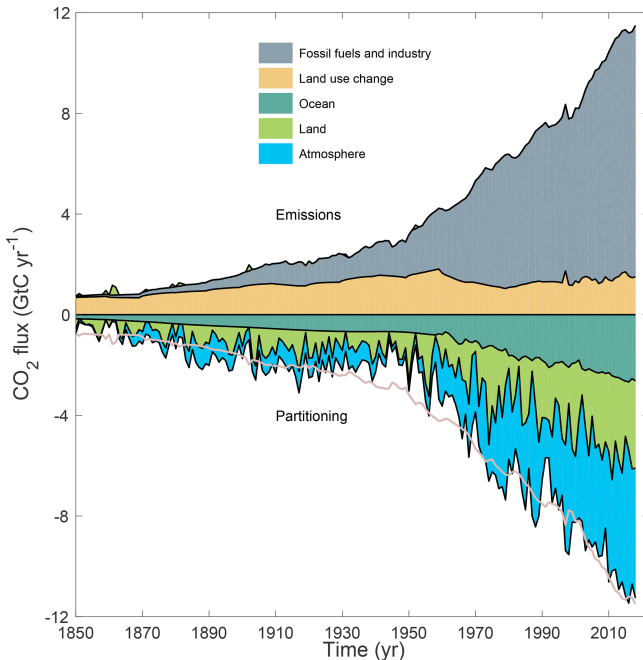 12
8
4
0
-4
-8
-12
CO2 flux (GtC yr-1)
Fossil fuels and industry
Land use change
Ocean
Land
Atmosphere
Emissions
Partitioning
1850 1870 1890 1910 1930 1950 1970 1990 2010
Time (yr)